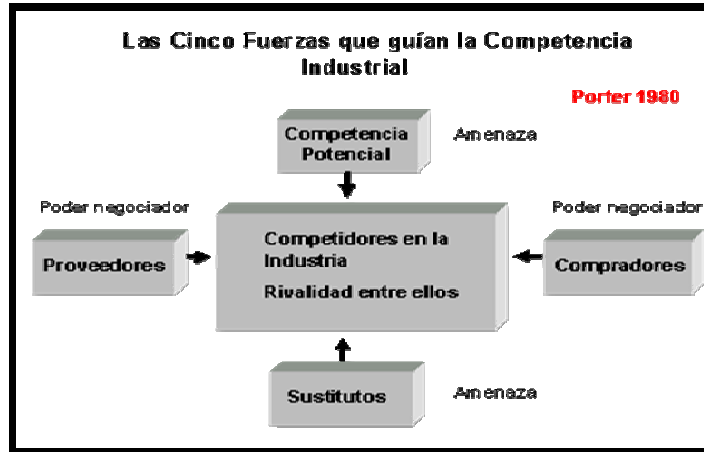 Las Cinco Fuerzas que guían la Competencia
Industrial
Porter 1980
Competencia
Potencial
Amenaza
Poder negociador
Poder negociador
Proveedores
Competidores en la
Industria
Rivalidad entre ellos
Compradores
Sustitutos
Amenaza